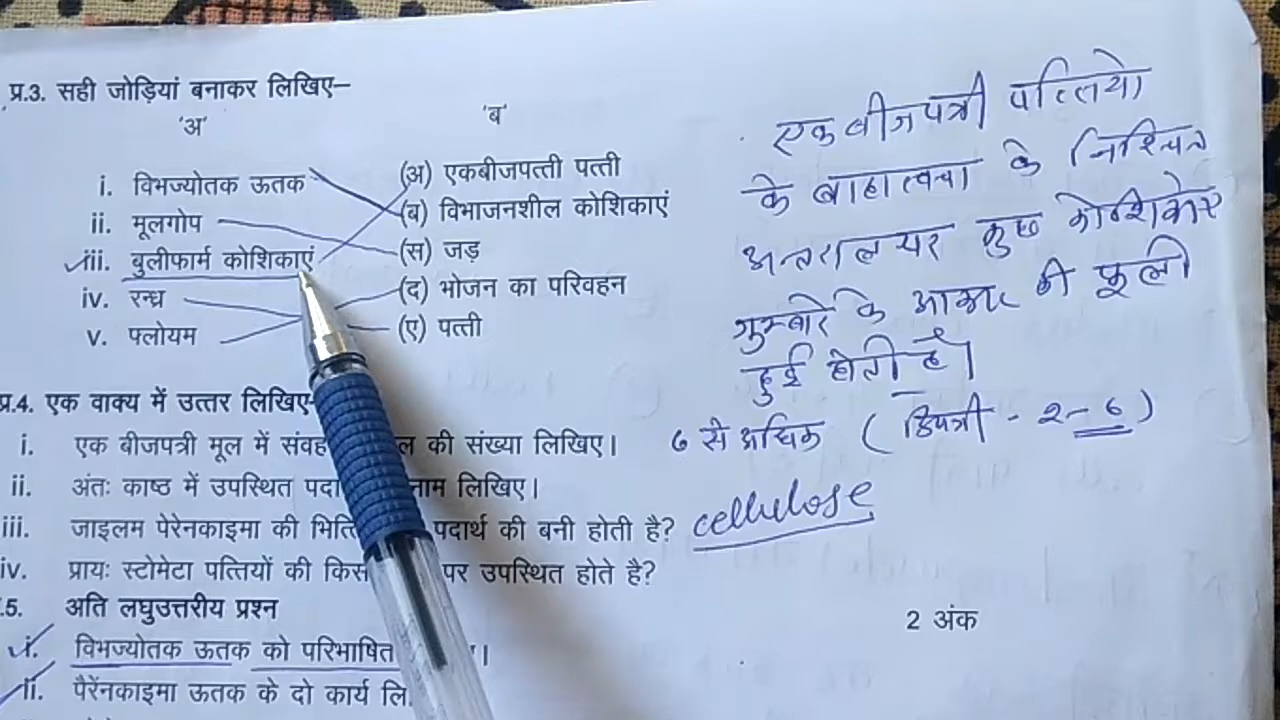 प्र.3. सही जोड़ियां बनाकर लिखिए–
'अ' 'ब'
i. विभज्योतक ऊतक (अ) एकबीजपत्ती पत्ती
ii. मूलगोप (ब) विभाजनशील कोशिकाएं
iii. बुलीफार्म कोशिकाएं (स) जड़
iv. रन्ध्र (द) भोजन का परिवहन
v. फ्लोयम (ए) पत्ती
एकबीजपत्री पत्तियो
के बाह्यत्वचा के निश्चित
अन्तराल पर कुछ कोशिकाएं
गुब्बारे के आकार की फूली
हुई होती है।
प्र.4. एक वाक्य में उत्तर लिखिए–
i. एक बीजपत्री मूल में की संख्या लिखिए। 6 से अधिक ( द्विपत्री - 2-6 )
ii. अंतः काष्ठ में उपस्थित नाम लिखिए।
iii. जाइलम पेरेनकाइमा की पदार्थ की बनी होती है? cellulose
iv. प्रायः स्टोमेटा पत्तियों की पर उपस्थित होते है?
.5. अति लघुउत्तरीय प्रश्न 2 अंक
i. विभज्योतक ऊतक को परिभाषित
ii. पैरेंनकाइमा ऊतक के दो कार्य